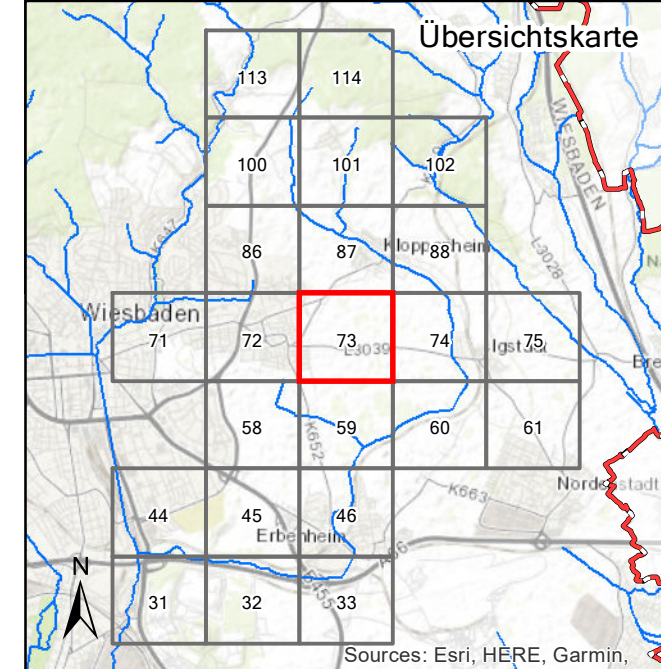 Übersichtskarte
113
114
WIESBADEN
100
101
102
K647
86
87
Kloppenheim
88
L3028
Wiesbaden
71
72
73
L3039
74
Igstadt
75
Bre
58
59
60
61
K652
Nordenstadt
44
45
46
K663
Erbenheim
A66
N
31
32
B455
33
Sources: Esri, HERE, Garmin,